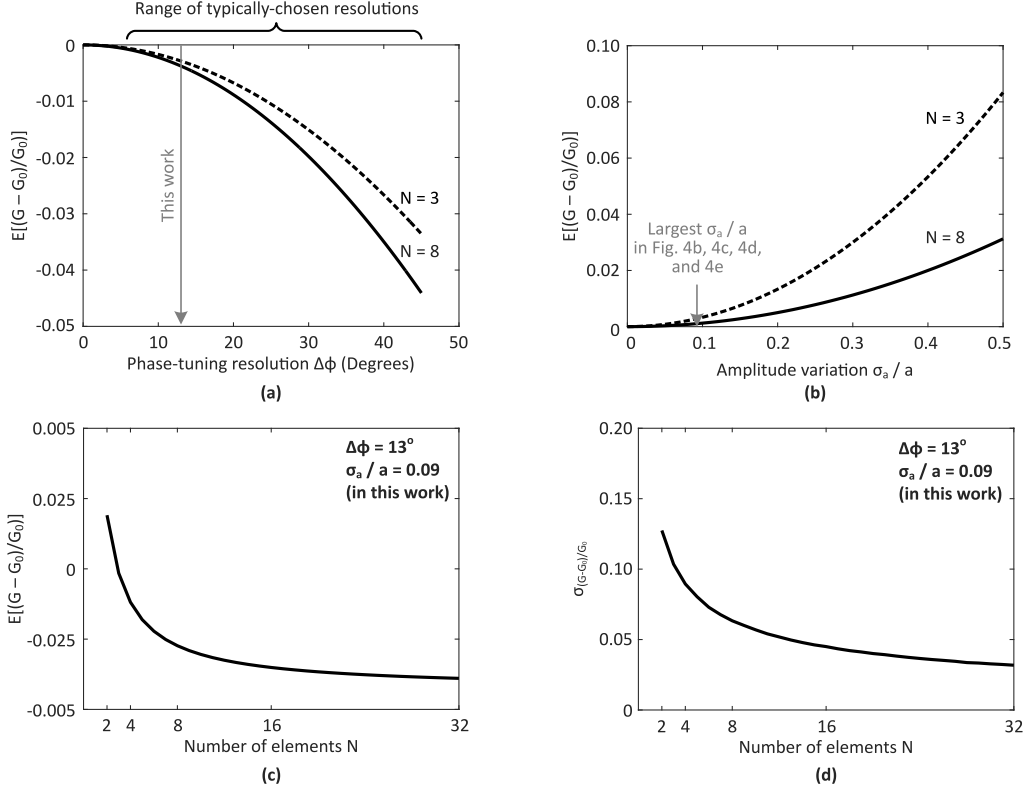 Range of typically-chosen resolutions
0
-0.01
-0.02
-0.03
-0.04
-0.05
E[(G – G₀)/G₀)]
This work
N = 3
N = 8
0 10 20 30 40 50
Phase-tuning resolution Δϕ (Degrees)
(a)
0.10
0.08
0.06
0.04
0.02
0
E[(G – G₀)/G₀)]
N = 3
N = 8
Largest σₐ / a
in Fig. 4b, 4c, 4d,
and 4e
0 0.1 0.2 0.3 0.4 0.5
Amplitude variation σₐ / a
(b)
0.005
0.025
0
-0.025
-0.005
E[(G – G₀)/G₀)]
Δϕ = 13°
σₐ / a = 0.09
(in this work)
2 4 8 16 32
Number of elements N
(c)
0.20
0.15
0.10
0.05
0
σ(G-G₀)/G₀
Δϕ = 13°
σₐ / a = 0.09
(in this work)
2 4 8 16 32
Number of elements N
(d)